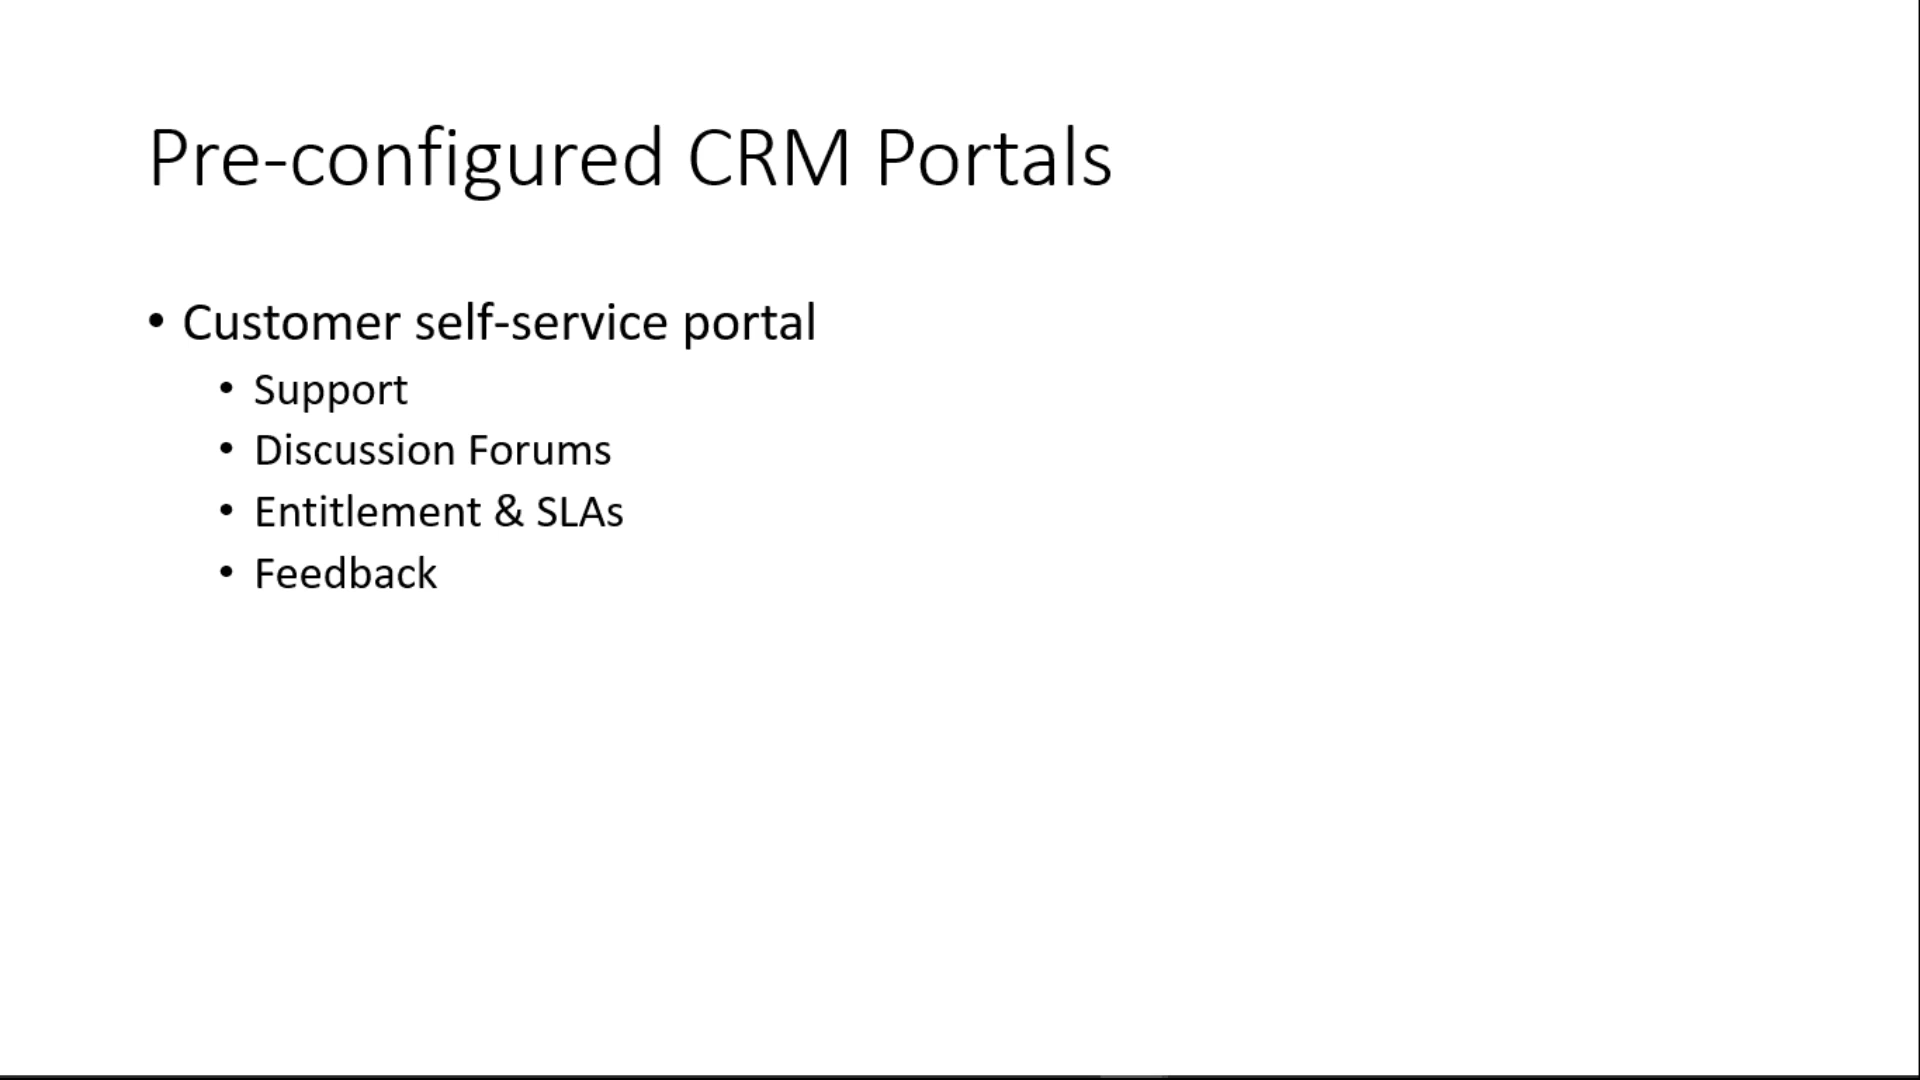 Pre-configured CRM Portals
• Customer self-service portal
• Support
• Discussion Forums
• Entitlement & SLAs
• Feedback